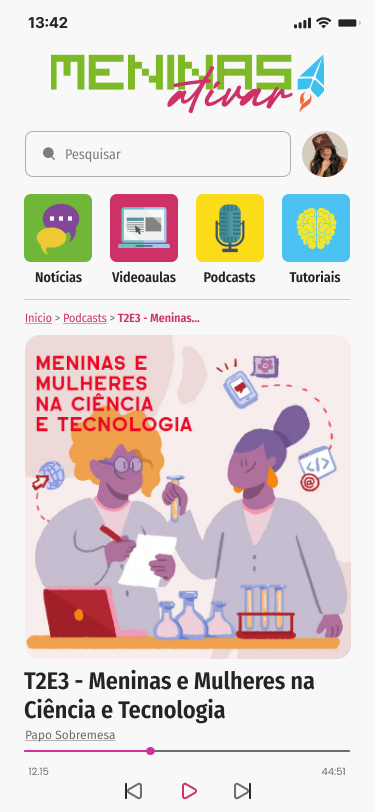 13:42
MENINAS
ativar
Pesquisar
Notícias
Videoaulas
Podcasts
Tutoriais
Início > Podcasts > T2E3 - Meninas...
MENINAS E
MULHERES
NA CIÊNCIA
E TECNOLOGIA
</>
@
T2E3 - Meninas e Mulheres na
Ciência e Tecnologia
Papo Sobremesa
12.15
44:51